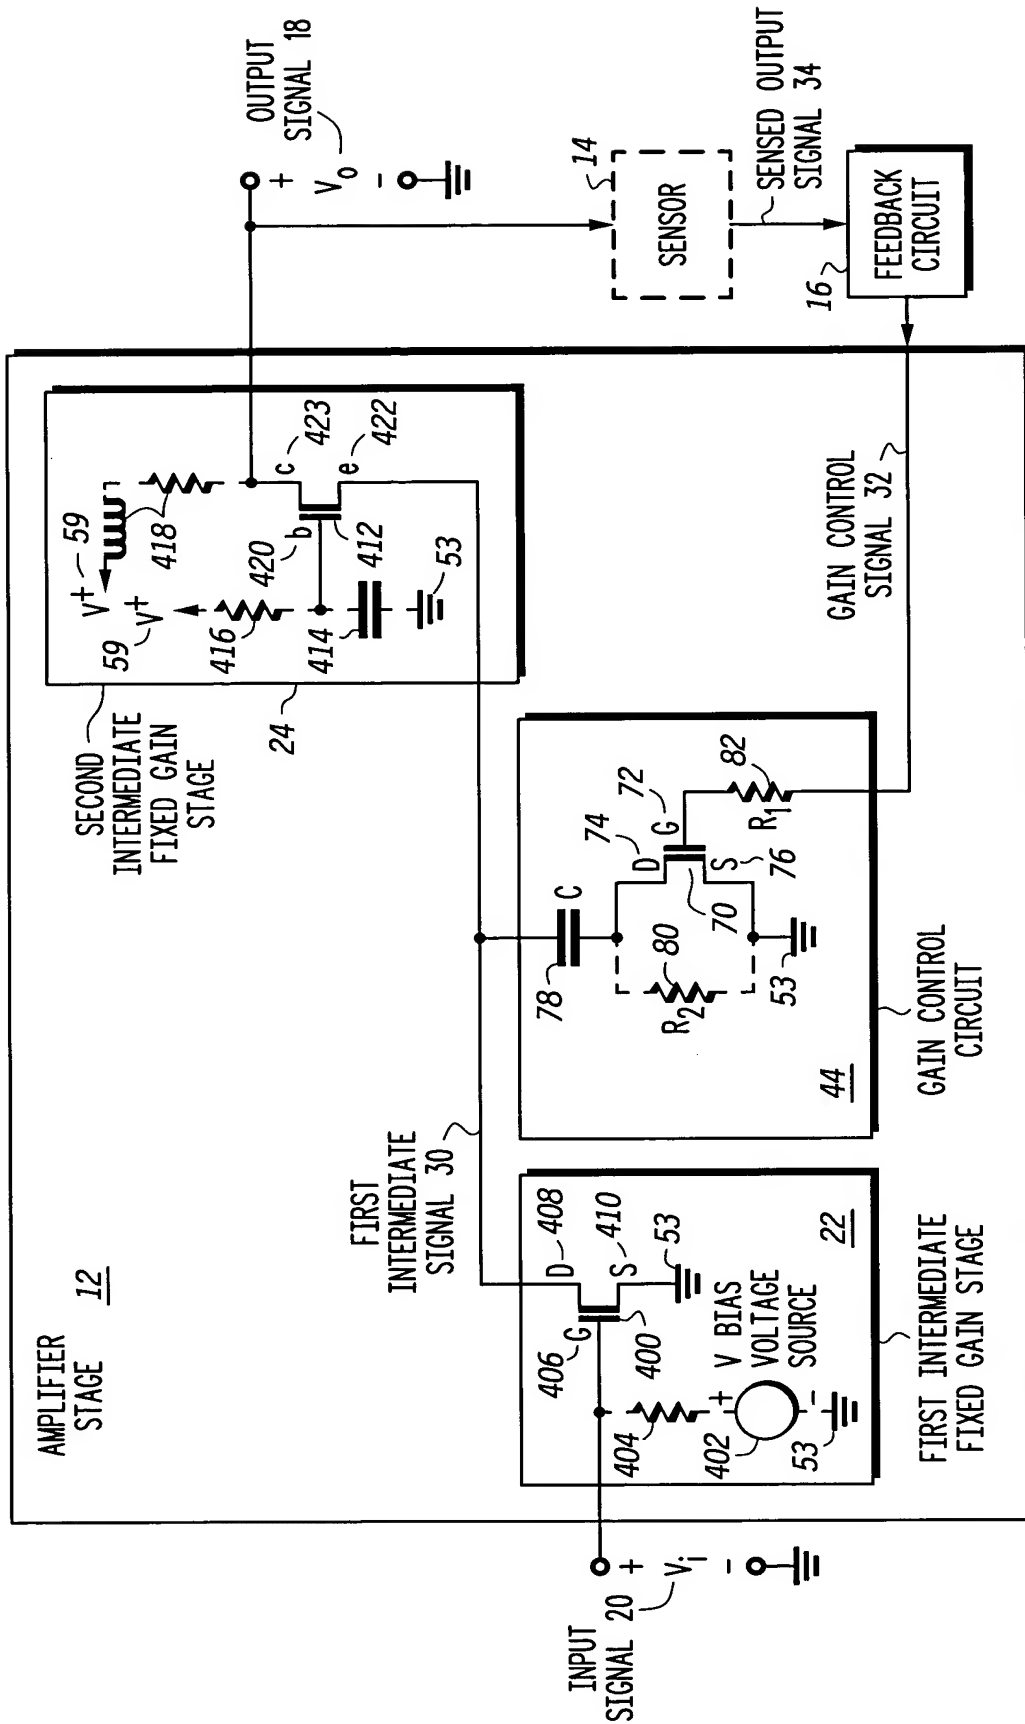 AMPLIFIER
STAGE
12
INPUT
SIGNAL 20
+
Vi
-
FIRST
INTERMEDIATE
SIGNAL 30
406
G
D
408
S
410
400
53
404
+
-
402
53
V BIAS
VOLTAGE
SOURCE
22
FIRST INTERMEDIATE
FIXED GAIN STAGE
SECOND
INTERMEDIATE
FIXED GAIN
STAGE
24
59
V+
59
V+
418
416
414
53
420
b
412
c
423
e
422
78
C
D
74
G
72
S
76
70
R2
80
53
R1
82
44
GAIN CONTROL
CIRCUIT
GAIN CONTROL
SIGNAL 32
OUTPUT
SIGNAL 18
+
Vo
-
14
SENSOR
SENSED OUTPUT
SIGNAL 34
16
FEEDBACK
CIRCUIT